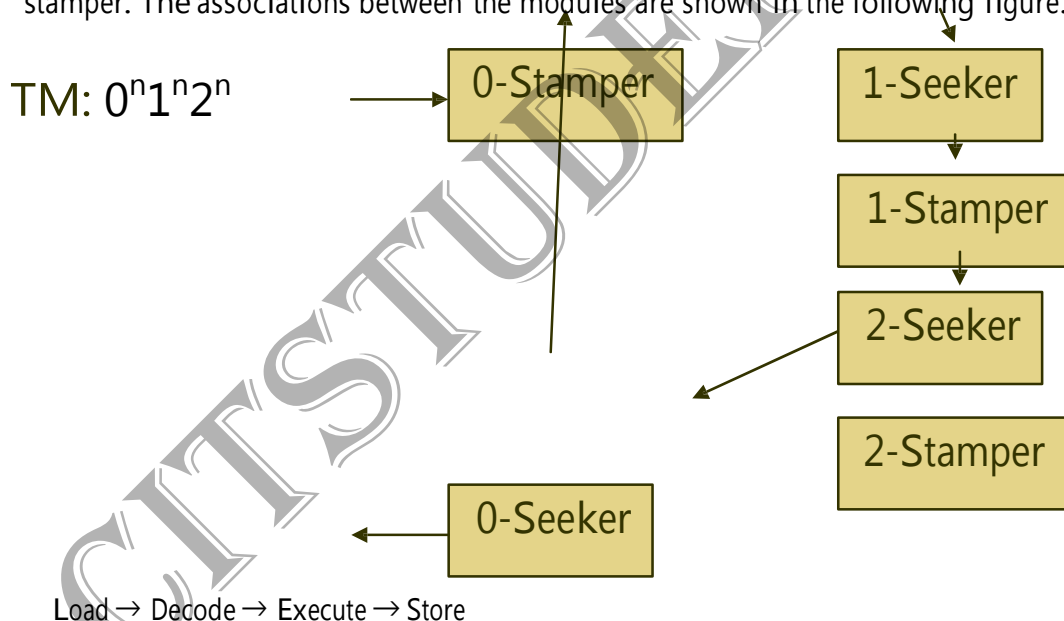 stamper. The associations between the modules are shown in the following figure.
TM: 0ⁿ1ⁿ2ⁿ
0-Stamper
1-Seeker
1-Stamper
2-Seeker
2-Stamper
0-Seeker
Load → Decode → Execute → Store
CITSTUDE